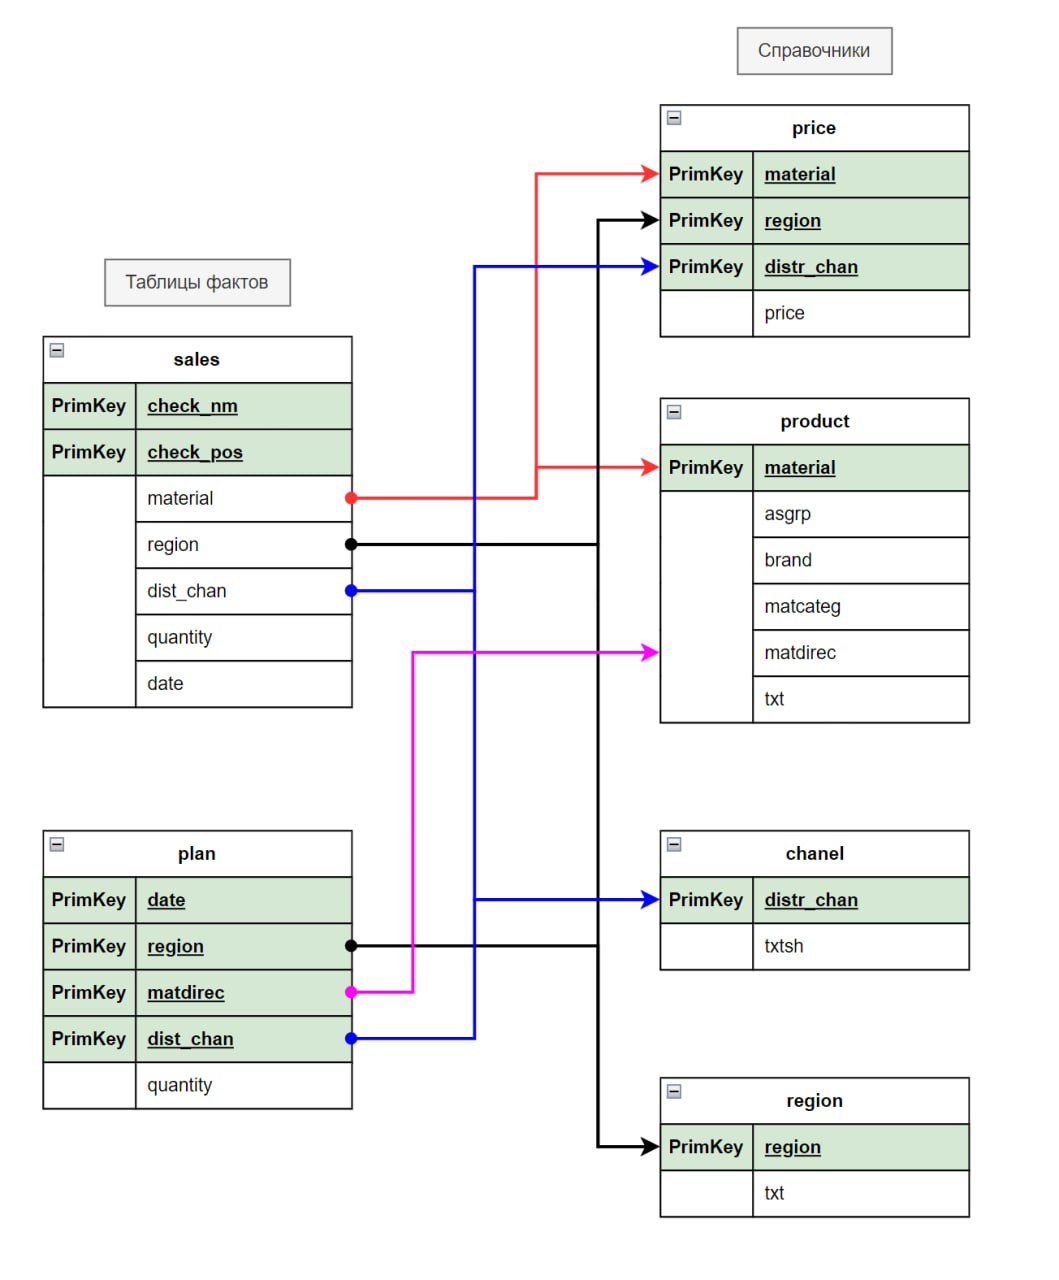 Справочники
price
PrimKey material
PrimKey region
PrimKey distr_chan
price
Таблицы фактов
sales
PrimKey check_nm
PrimKey check_pos
material
region
dist_chan
quantity
date
product
PrimKey material
asgrp
brand
matcateg
matdirec
txt
plan
PrimKey date
PrimKey region
PrimKey matdirec
PrimKey dist_chan
quantity
chanel
PrimKey distr_chan
txtsh
region
PrimKey region
txt